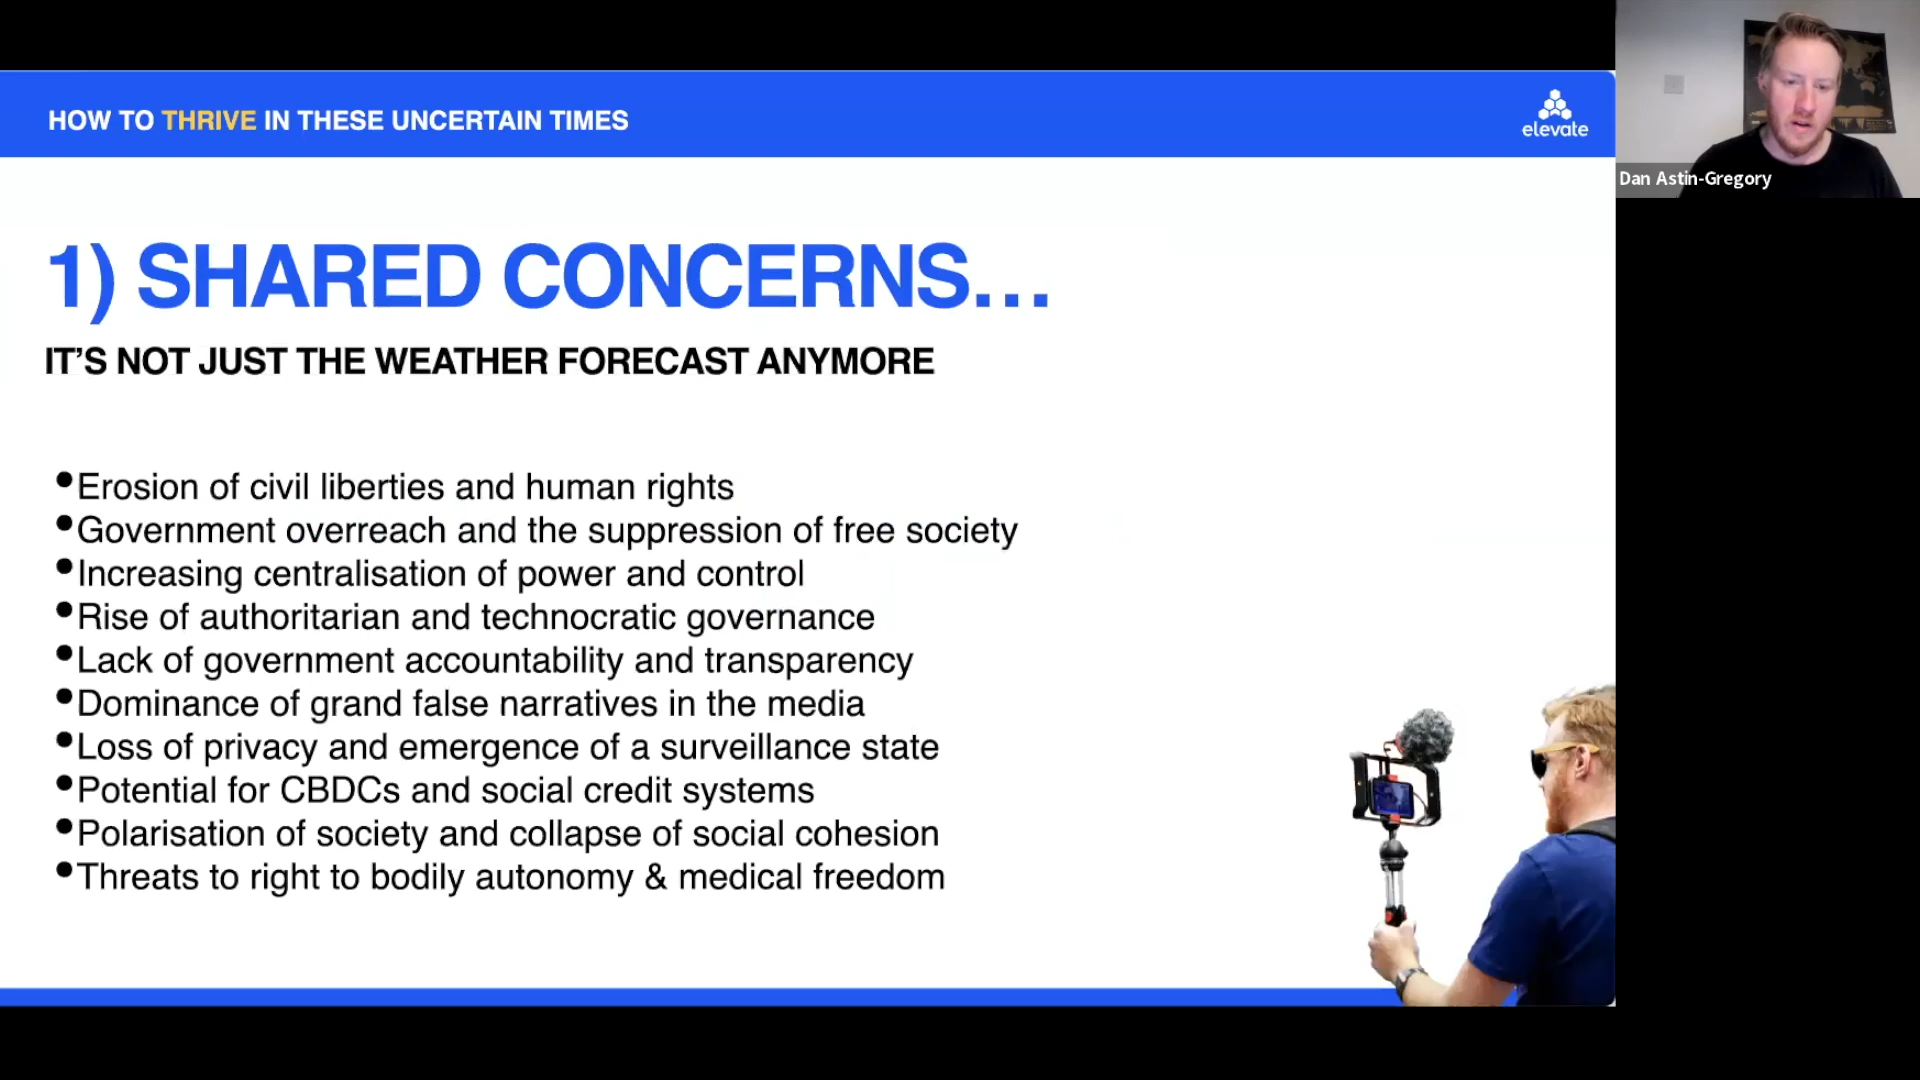 HOW TO THRIVE IN THESE UNCERTAIN TIMES
elevate
Dan Astin-Gregory
1) SHARED CONCERNS…
IT’S NOT JUST THE WEATHER FORECAST ANYMORE
•Erosion of civil liberties and human rights
•Government overreach and the suppression of free society
•Increasing centralisation of power and control
•Rise of authoritarian and technocratic governance
•Lack of government accountability and transparency
•Dominance of grand false narratives in the media
•Loss of privacy and emergence of a surveillance state
•Potential for CBDCs and social credit systems
•Polarisation of society and collapse of social cohesion
•Threats to right to bodily autonomy & medical freedom